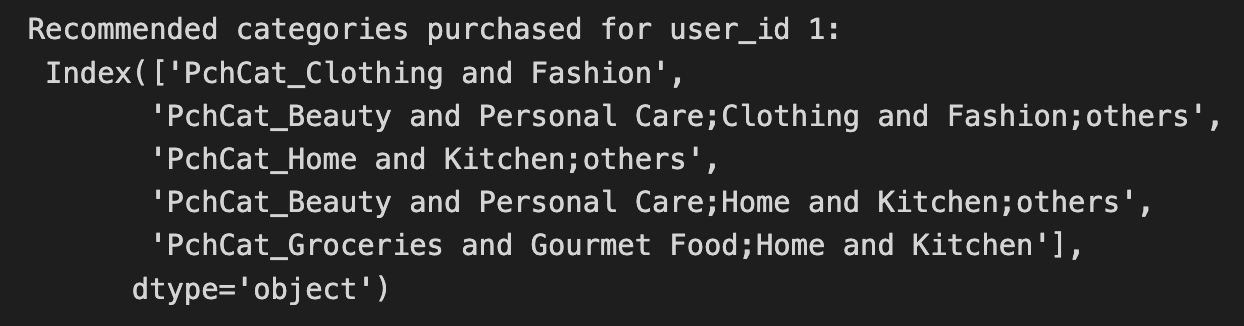 Recommended categories purchased for user_id 1:
Index(['PchCat_Clothing and Fashion',
'PchCat_Beauty and Personal Care;Clothing and Fashion;others',
'PchCat_Home and Kitchen;others',
'PchCat_Beauty and Personal Care;Home and Kitchen;others',
'PchCat_Groceries and Gourmet Food;Home and Kitchen'],
dtype='object')